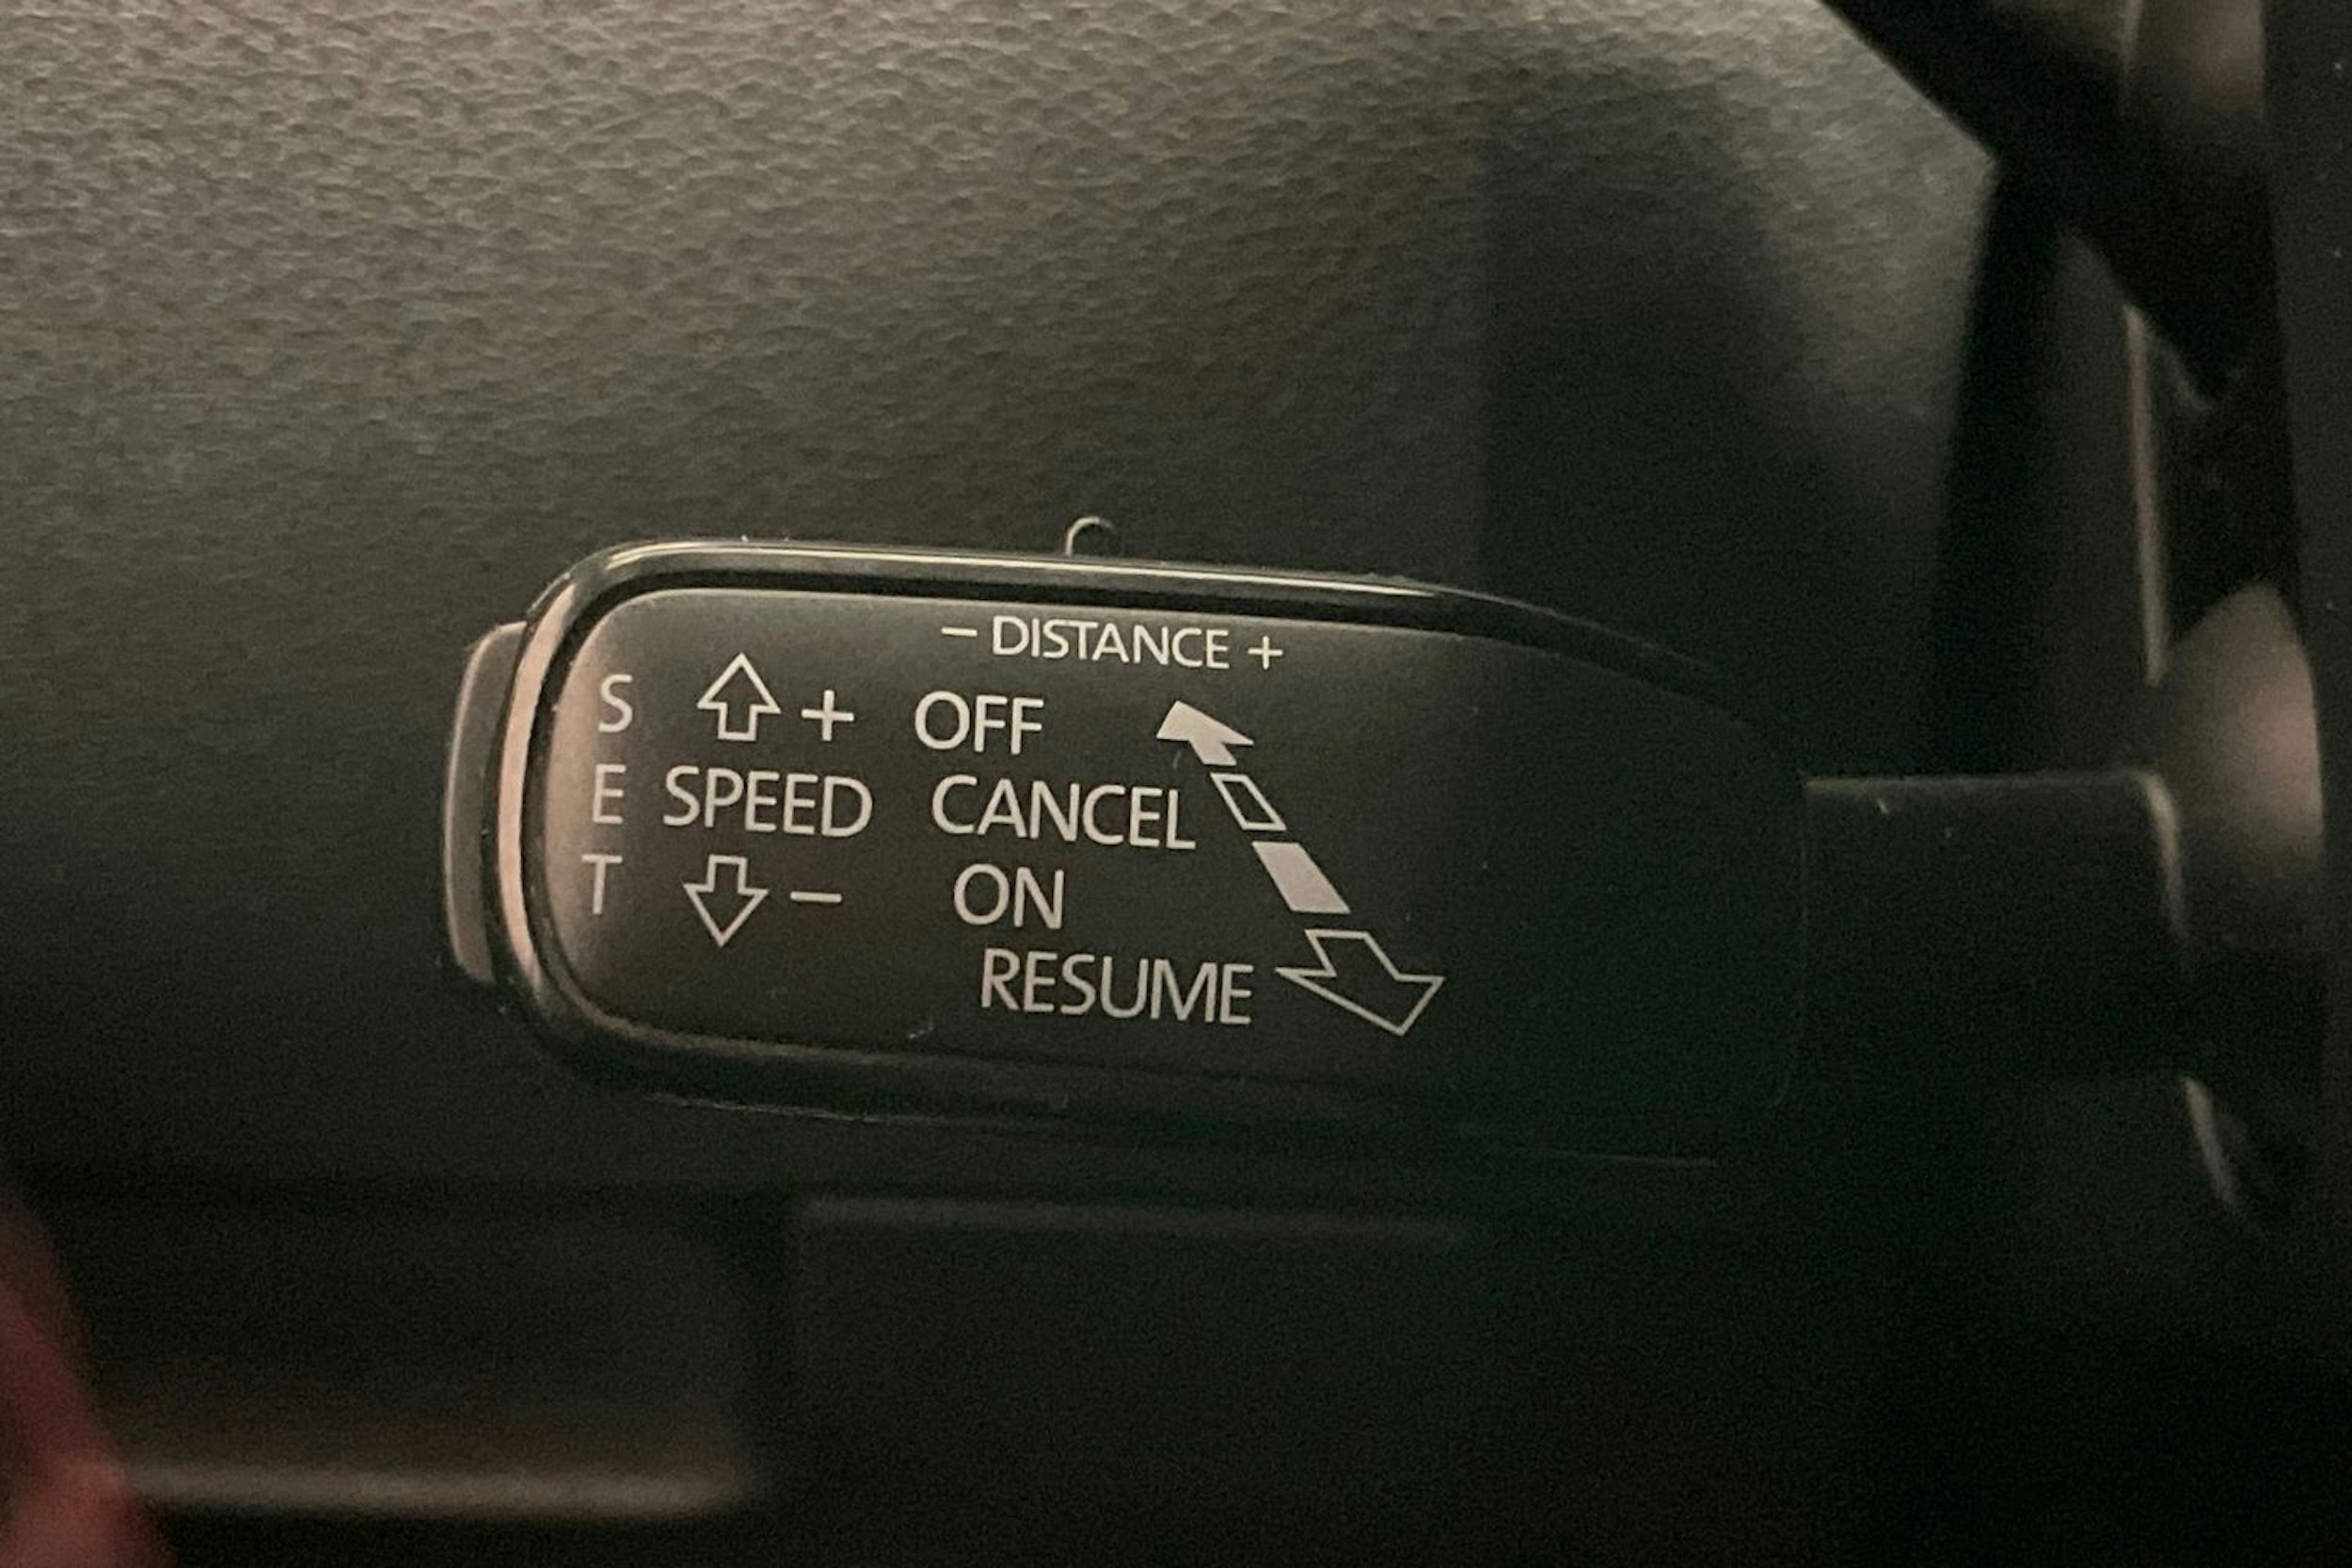 − DISTANCE +
S + OFF
E SPEED CANCEL
T − ON
RESUME